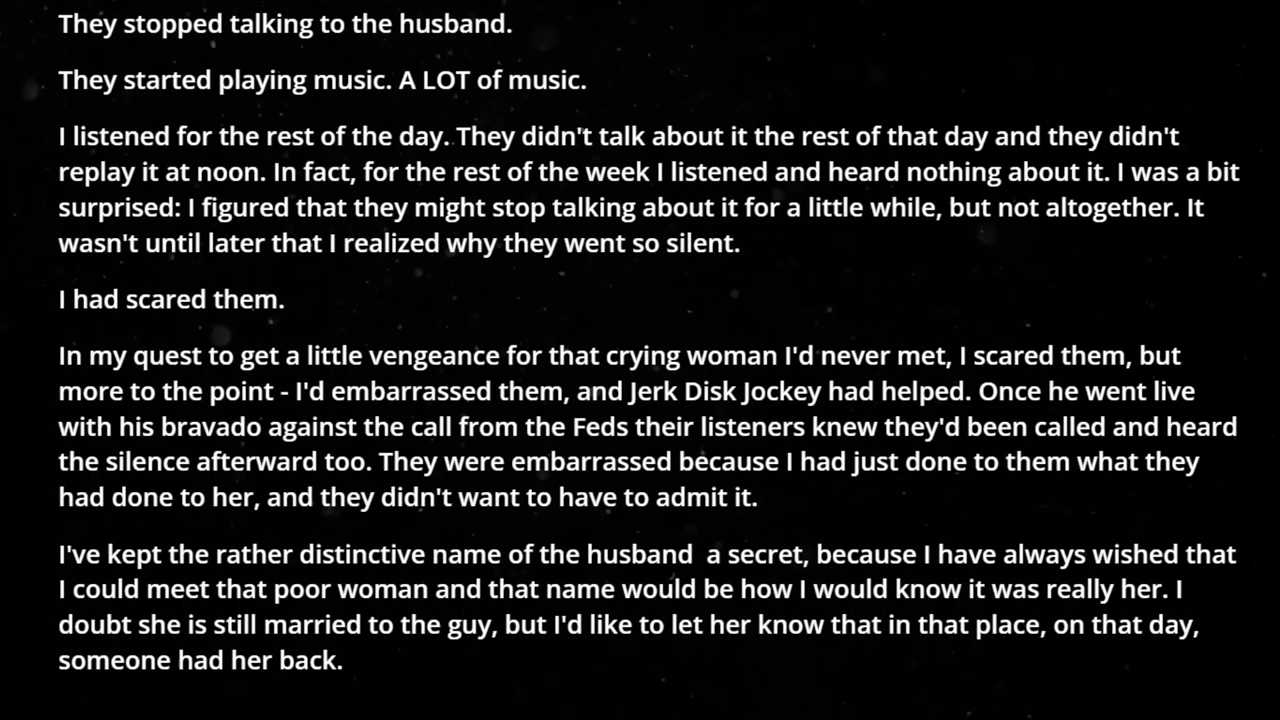 They stopped talking to the husband.
They started playing music. A LOT of music.
I listened for the rest of the day. They didn't talk about it the rest of that day and they didn't
replay it at noon. In fact, for the rest of the week I listened and heard nothing about it. I was a bit
surprised: I figured that they might stop talking about it for a little while, but not altogether. It
wasn't until later that I realized why they went so silent.
I had scared them.
In my quest to get a little vengeance for that crying woman I'd never met, I scared them, but
more to the point - I'd embarrassed them, and Jerk Disk Jockey had helped. Once he went live
with his bravado against the call from the Feds their listeners knew they'd been called and heard
the silence afterward too. They were embarrassed because I had just done to them what they
had done to her, and they didn't want to have to admit it.
I've kept the rather distinctive name of the husband  a secret, because I have always wished that
I could meet that poor woman and that name would be how I would know it was really her. I
doubt she is still married to the guy, but I'd like to let her know that in that place, on that day,
someone had her back.